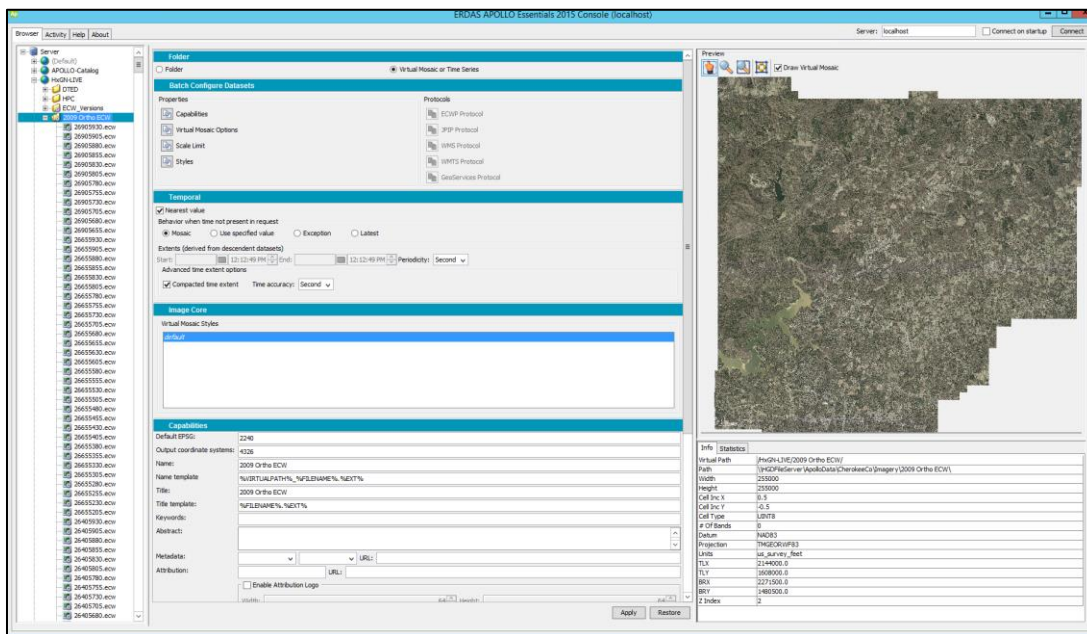 ERDAS APOLLO Essentials 2015 Console (localhost)
Browser Activity Help About
Server: localhost Connect on startup Connect
Server
(Default)
APOLLO-Catalog
HxGN-LIVE
DTED
HPC
ECW_Versions
2009 Ortho ECW
26905930.ecw
26905905.ecw
26905880.ecw
26905855.ecw
26905830.ecw
26905805.ecw
26905780.ecw
26905755.ecw
26905730.ecw
26905705.ecw
26905680.ecw
26905655.ecw
26655930.ecw
26655905.ecw
26655880.ecw
26655855.ecw
26655830.ecw
26655805.ecw
26655780.ecw
26655755.ecw
26655730.ecw
26655705.ecw
26655680.ecw
26655655.ecw
26655630.ecw
26655605.ecw
26655580.ecw
26655555.ecw
26655530.ecw
26655505.ecw
26655480.ecw
26655455.ecw
26655430.ecw
26655405.ecw
26655380.ecw
26655355.ecw
26655330.ecw
26655305.ecw
26655280.ecw
26655255.ecw
26655230.ecw
26655205.ecw
26405930.ecw
26405905.ecw
26405880.ecw
26405855.ecw
26405830.ecw
26405805.ecw
26405780.ecw
26405755.ecw
26405730.ecw
26405705.ecw
26405680.ecw
Folder
Folder Virtual Mosaic or Time Series
Batch Configure Datasets
Properties Protocols
Capabilities ECWP Protocol
Virtual Mosaic Options JPIP Protocol
Scale Limit WMS Protocol
Styles WMTS Protocol
GeoServices Protocol
Temporal
Nearest value
Behavior when time not present in request
Mosaic Use specified value Exception Latest
Extents (derived from descendent datasets)
Start: 12:12:49 PM End: 12:12:49 PM Periodicity: Second
Advanced time extent options
Compacted time extent Time accuracy: Second
Image Core
Virtual Mosaic Styles
default
Capabilities
Default EPSG: 2240
Output coordinate systems: 4326
Name: 2009 Ortho ECW
Name template %VIRTUALPATH%_%FILENAME%.%EXT%
Title: 2009 Ortho ECW
Title template: %FILENAME%.%EXT%
Keywords:
Abstract:
Metadata: URL:
Attribution: URL:
Enable Attribution Logo
Width: 64 Height: 64
Apply Restore
Preview
Draw Virtual Mosaic
Info Statistics
Virtual Path /HxGN-LIVE/2009 Ortho ECW/
Path \\HGDFileServer\ApolloData\CherokeeCo\Imagery\2009 Ortho ECW\
Width 255000
Height 255000
Cell Inc X 0.5
Cell Inc Y -0.5
Cell Type UINT8
# Of Bands 0
Datum NAD83
Projection TMGEORWF83
Units us_survey_feet
TLX 2144000.0
TLY 1608000.0
BRX 2271500.0
BRY 1480500.0
Z Index 2